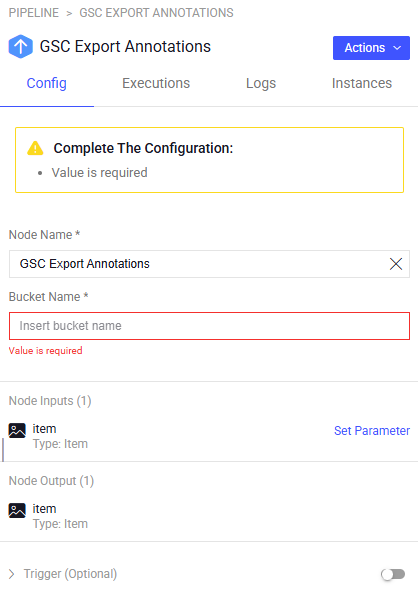 PIPELINE > GSC EXPORT ANNOTATIONS
GSC Export Annotations
Actions
Config Executions Logs Instances
Complete The Configuration:
• Value is required
Node Name *
GSC Export Annotations
Bucket Name *
Insert bucket name
Value is required
Node Inputs (1)
item
Type: Item
Set Parameter
Node Output (1)
item
Type: Item
Trigger (Optional)